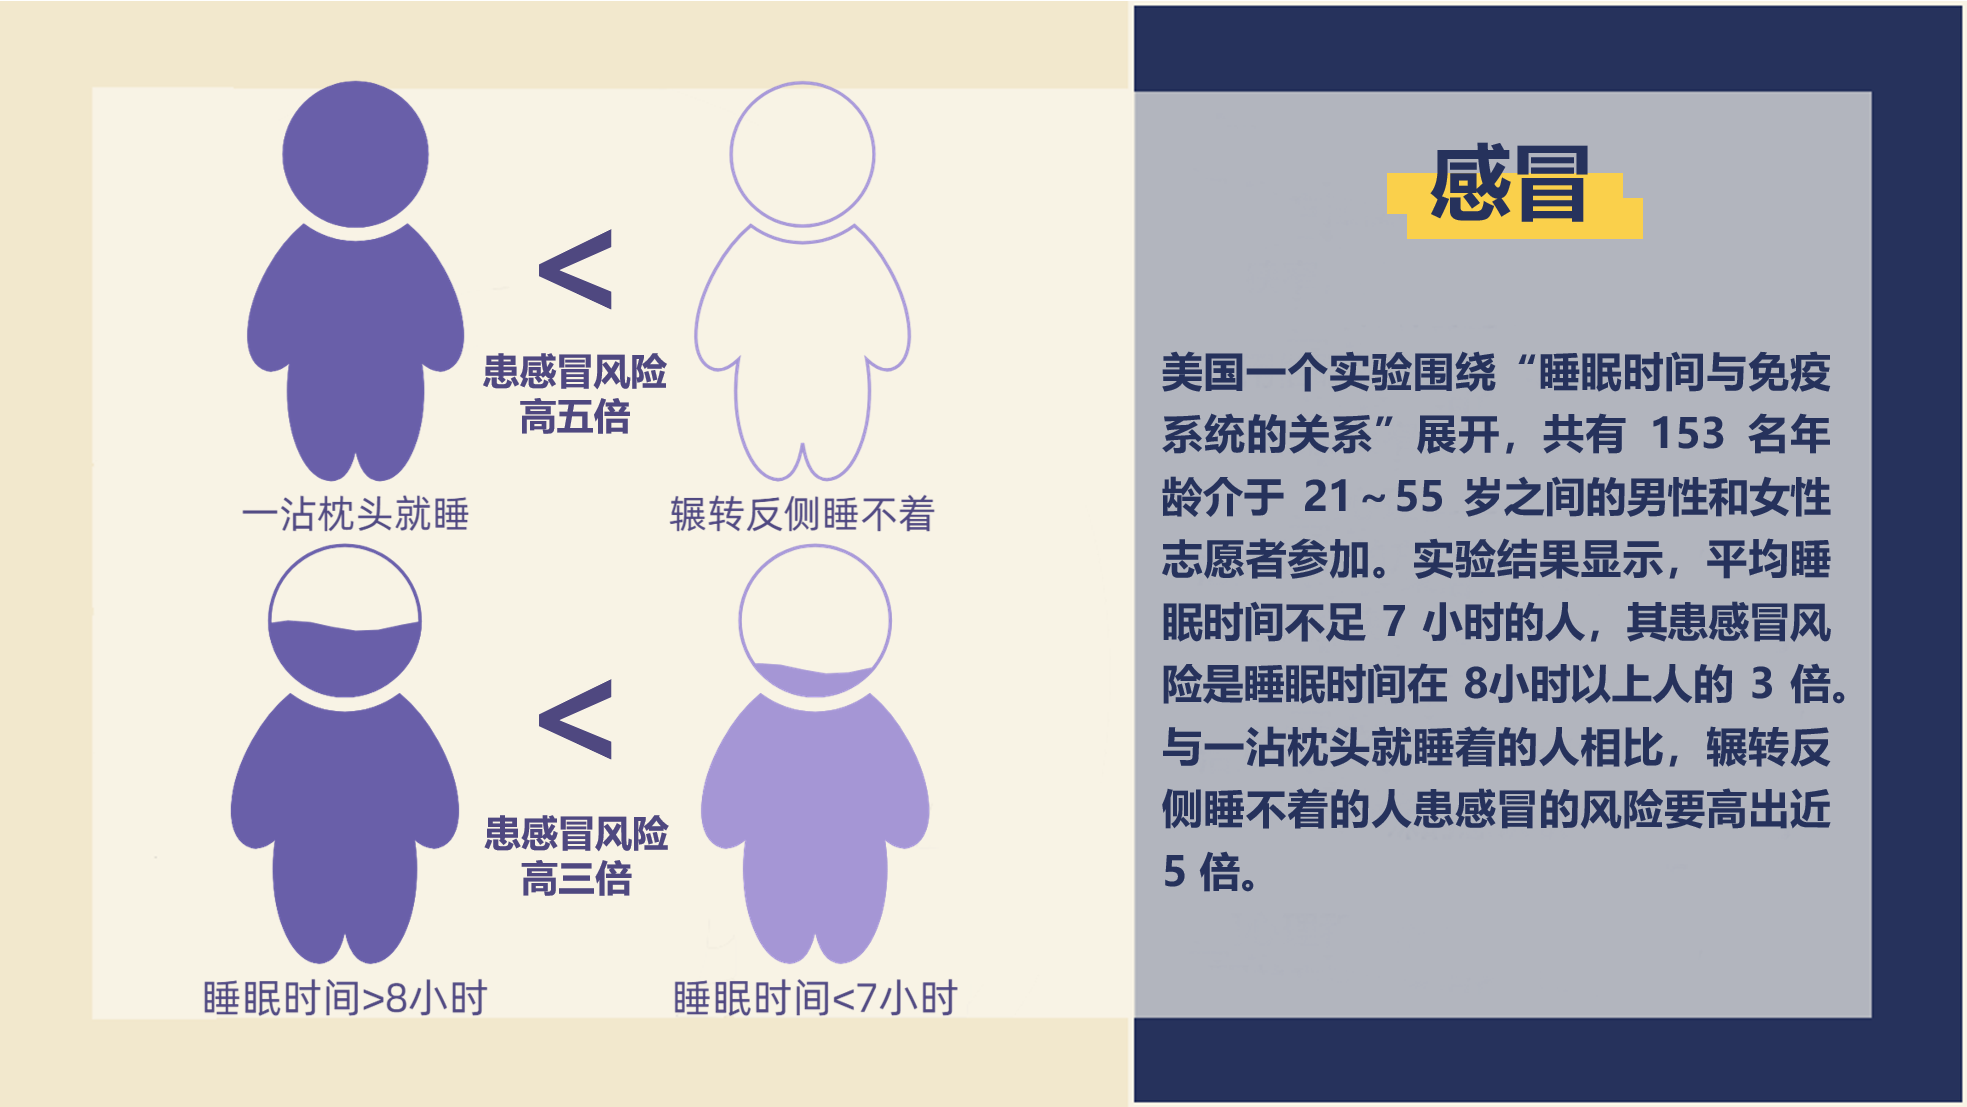 <
患感冒风险
高五倍
一沾枕头就睡
辗转反侧睡不着
<
患感冒风险
高三倍
睡眠时间>8小时
睡眠时间<7小时
感冒
美国一个实验围绕“睡眠时间与免疫
系统的关系”展开，共有 153 名年
龄介于 21～55 岁之间的男性和女性
志愿者参加。实验结果显示，平均睡
眠时间不足 7 小时的人，其患感冒风
险是睡眠时间在 8小时以上人的 3 倍。
与一沾枕头就睡着的人相比，辗转反
侧睡不着的人患感冒的风险要高出近
5 倍。